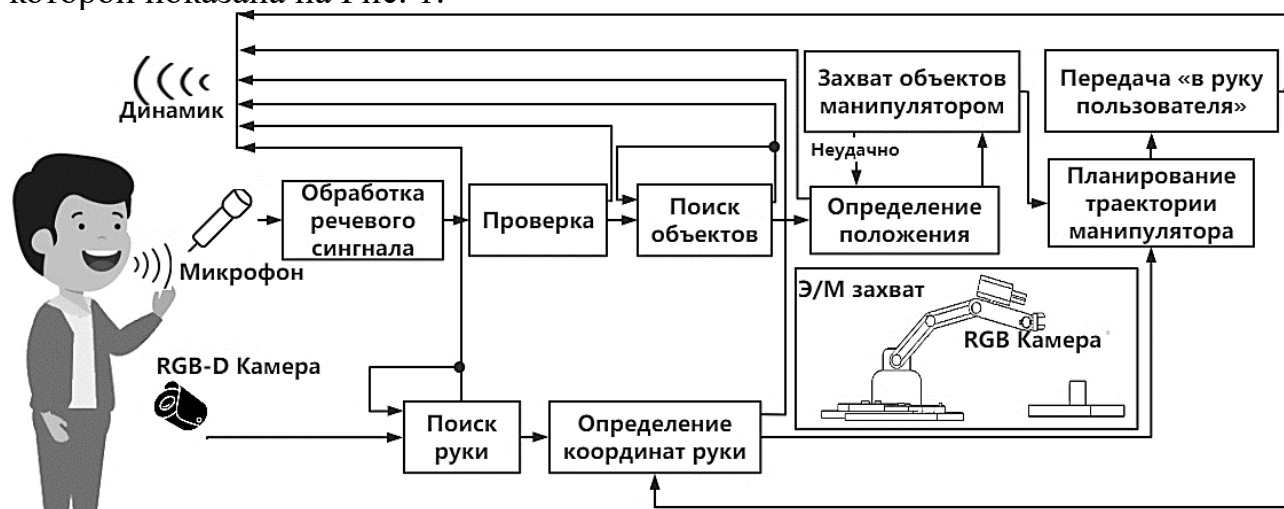 которой показана на Рис. 1.
Динамик
Захват объектов
манипулятором
Передача «в руку
пользователя»
Неудачно
Обработка
речевого
сингнала
Проверка
Поиск
объектов
Определение
положения
Планирование
траектории
манипулятора
Микрофон
Э/М захват
RGB Камера
RGB-D Камера
Поиск
руки
Определение
координат руки